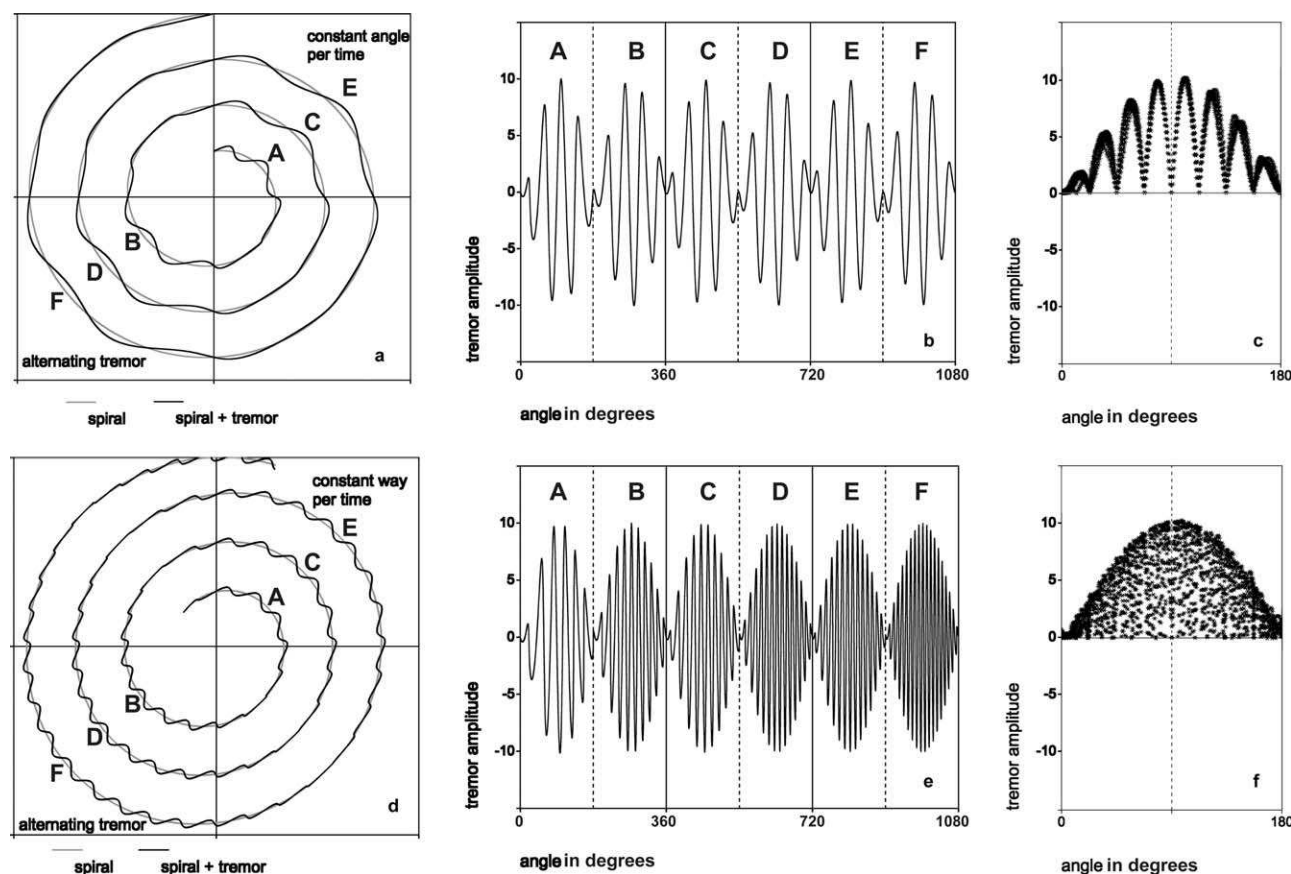 constant angle
per time
E
C
A
B
D
F
alternating tremor
a
spiral
spiral + tremor
A B C D E F
10
5
0
-5
-10
tremor amplitude
b
0 360 720 1080
angle in degrees
10
5
0
-5
-10
tremor amplitude
c
0 180
angle in degrees
constant way
per time
E
C
A
B
D
F
alternating tremor
d
spiral
spiral + tremor
A B C D E F
10
5
0
-5
-10
tremor amplitude
e
0 360 720 1080
angle in degrees
10
5
0
-5
-10
tremor amplitude
f
0 180
angle in degrees